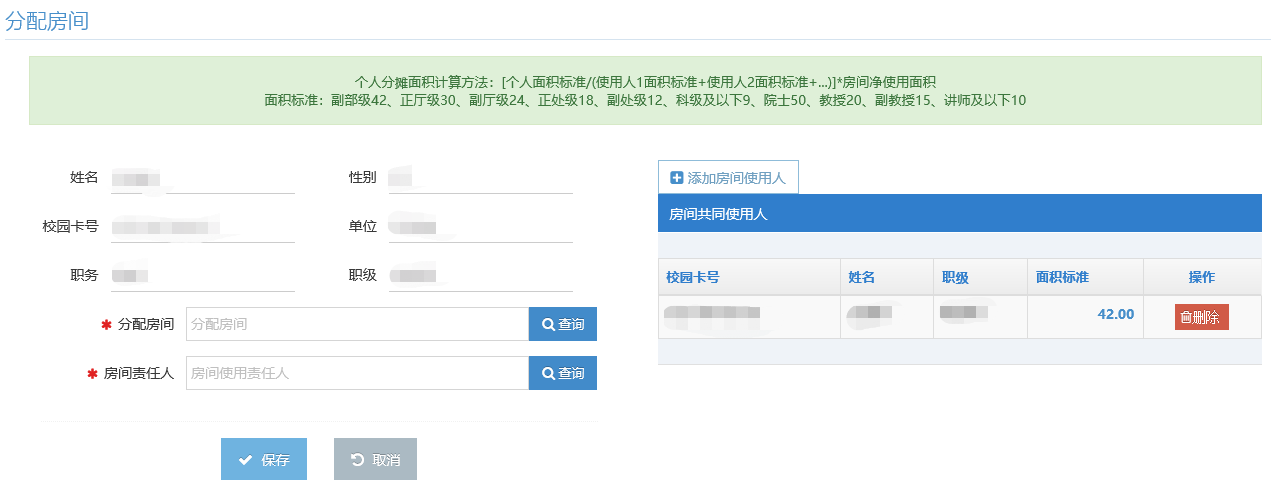 分配房间
个人分摊面积计算方法：[个人面积标准/(使用人1面积标准+使用人2面积标准+...)]*房间净使用面积
面积标准：副部级42、正厅级30、副厅级24、正处级18、副处级12、科级及以下9、院士50、教授20、副教授15、讲师及以下10
姓名 性别
校园卡号 单位
职务 职级
* 分配房间 分配房间 查询
* 房间责任人 房间使用责任人 查询
保存 取消
添加房间使用人
房间共同使用人
校园卡号 姓名 职级 面积标准 操作
42.00 删除